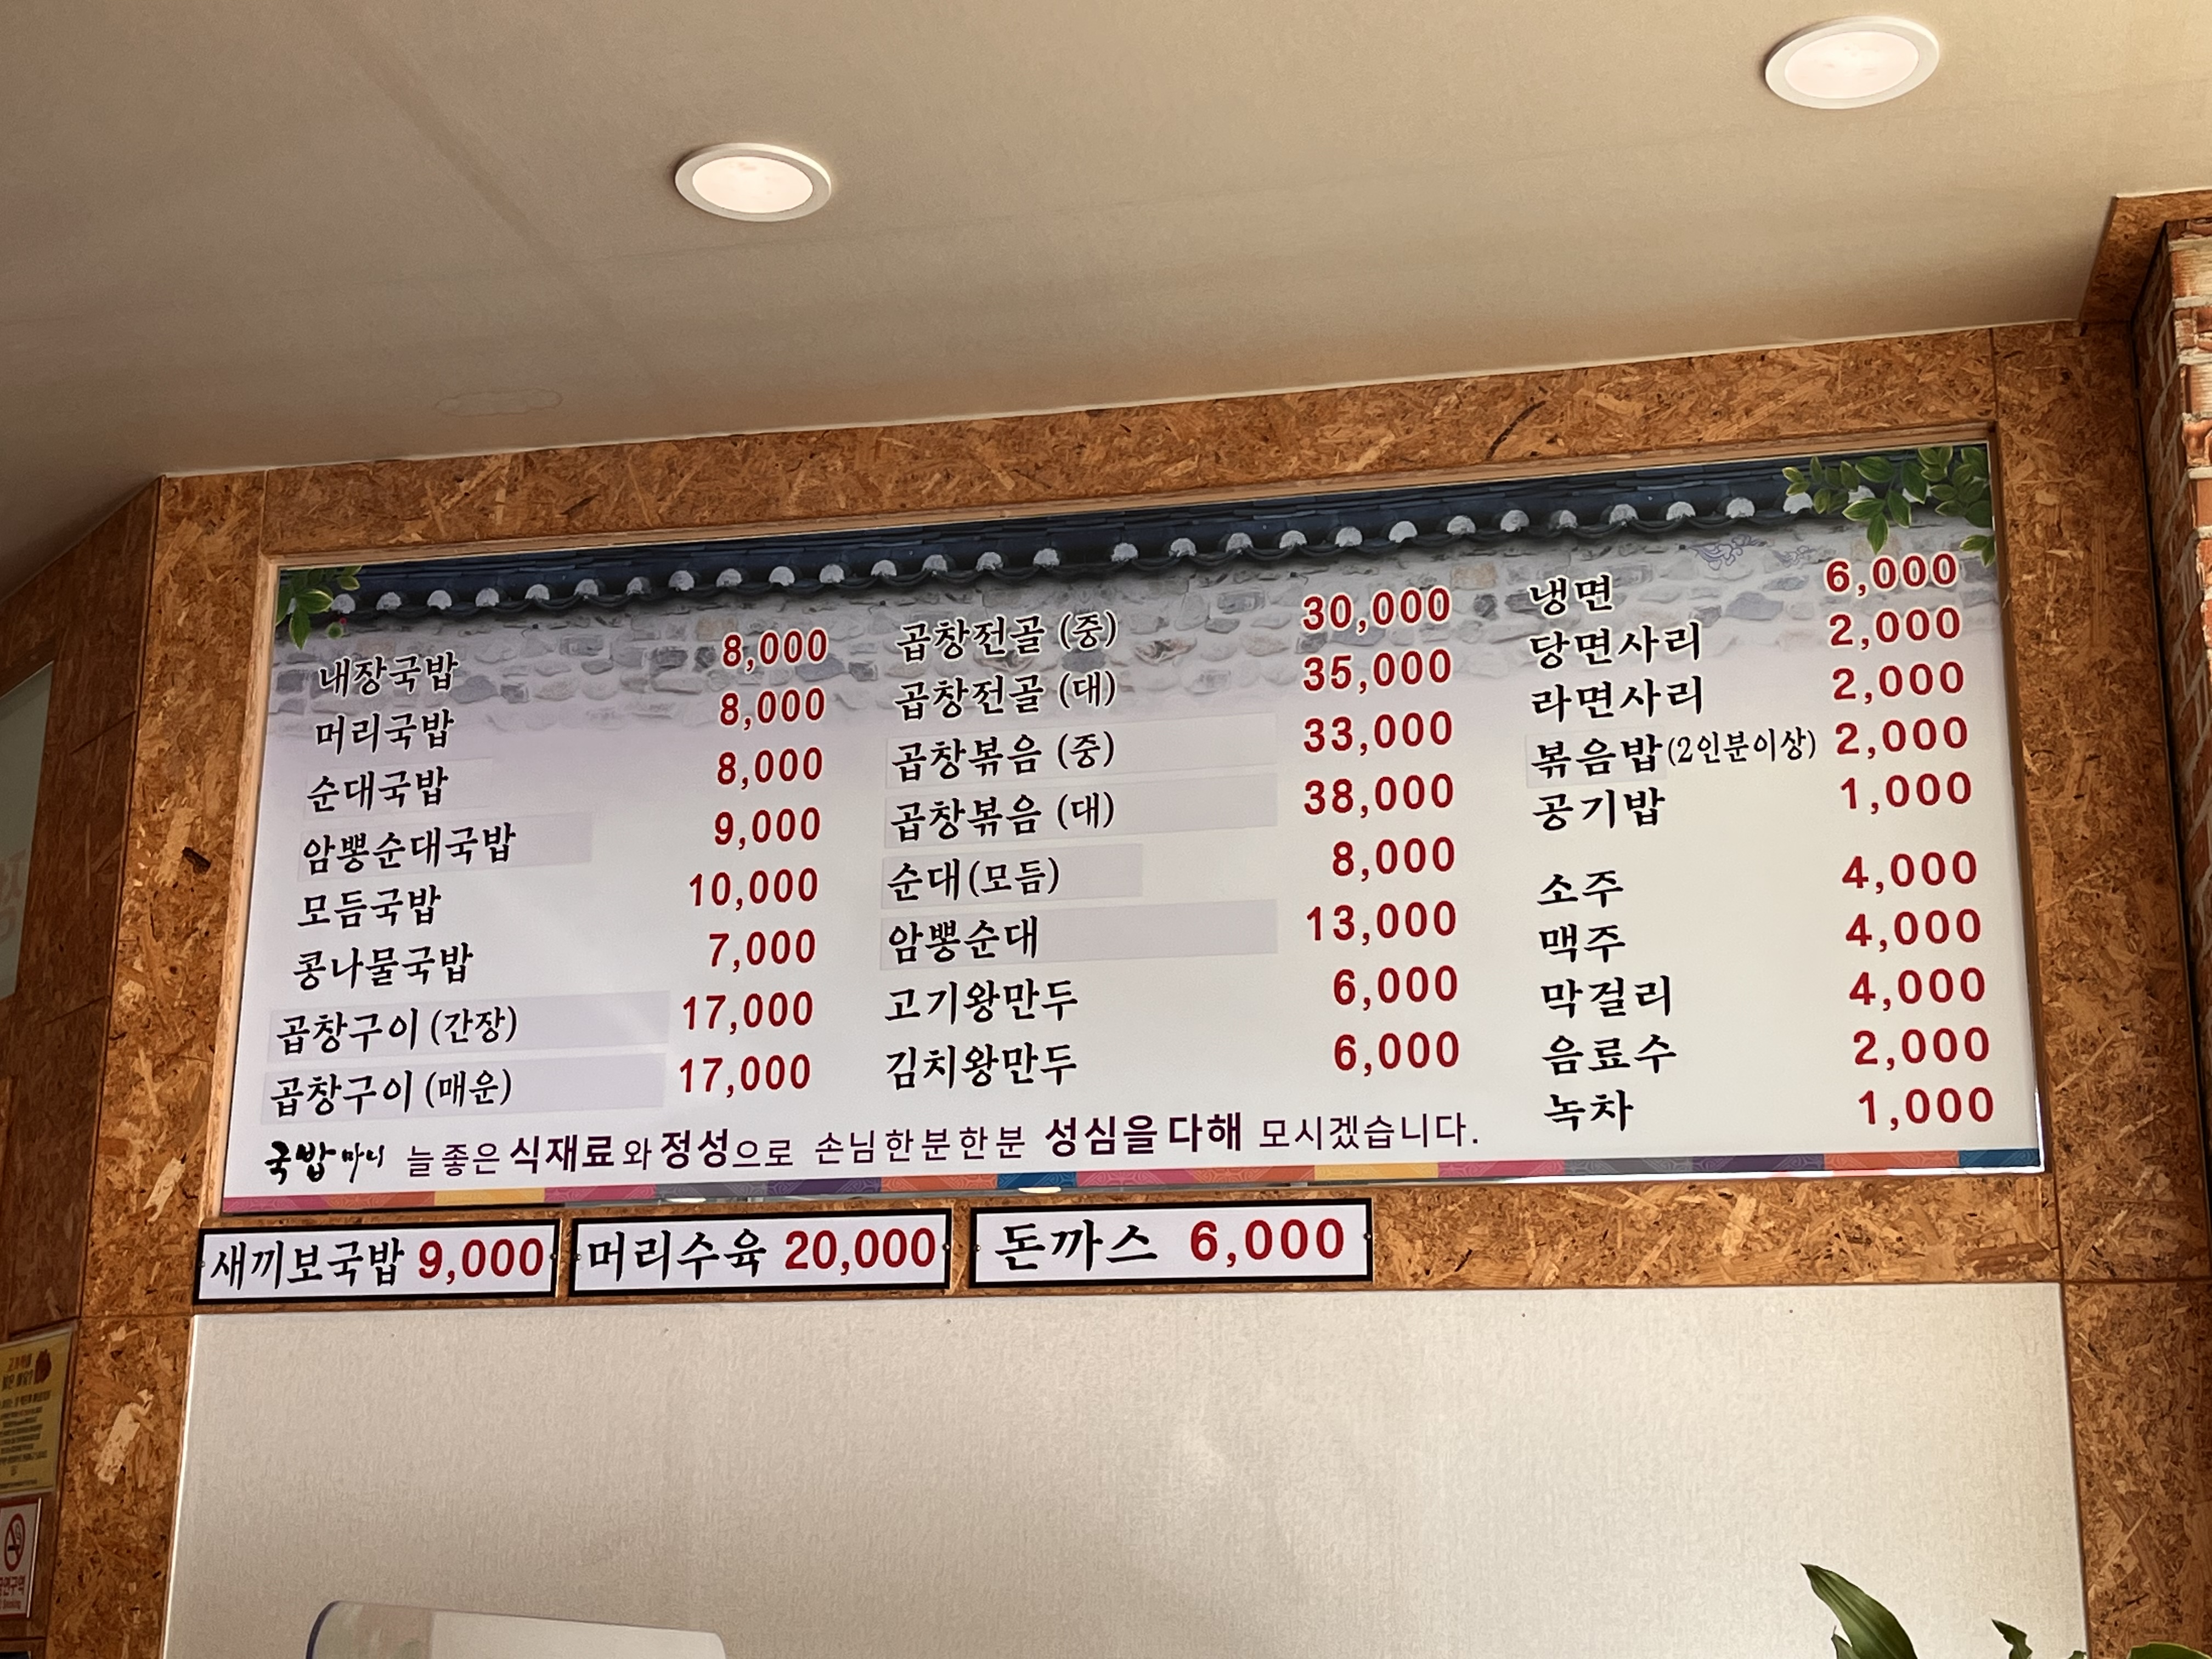 내장국밥 8,000
머리국밥 8,000
순대국밥 8,000
암뽕순대국밥 9,000
모듬국밥 10,000
콩나물국밥 7,000
곱창구이 (간장) 17,000
곱창구이 (매운) 17,000
곱창전골 (중) 30,000
곱창전골 (대) 35,000
곱창볶음 (중) 33,000
곱창볶음 (대) 38,000
순대(모듬) 8,000
암뽕순대 13,000
고기왕만두 6,000
김치왕만두 6,000
냉면 6,000
당면사리 2,000
라면사리 2,000
볶음밥(2인분이상) 2,000
공기밥 1,000
소주 4,000
맥주 4,000
막걸리 4,000
음료수 2,000
녹차 1,000
국밥마니 늘 좋은 식재료와 정성으로 손님한분한분 성심을다해 모시겠습니다.
새끼보국밥 9,000
머리수육 20,000
돈까스 6,000